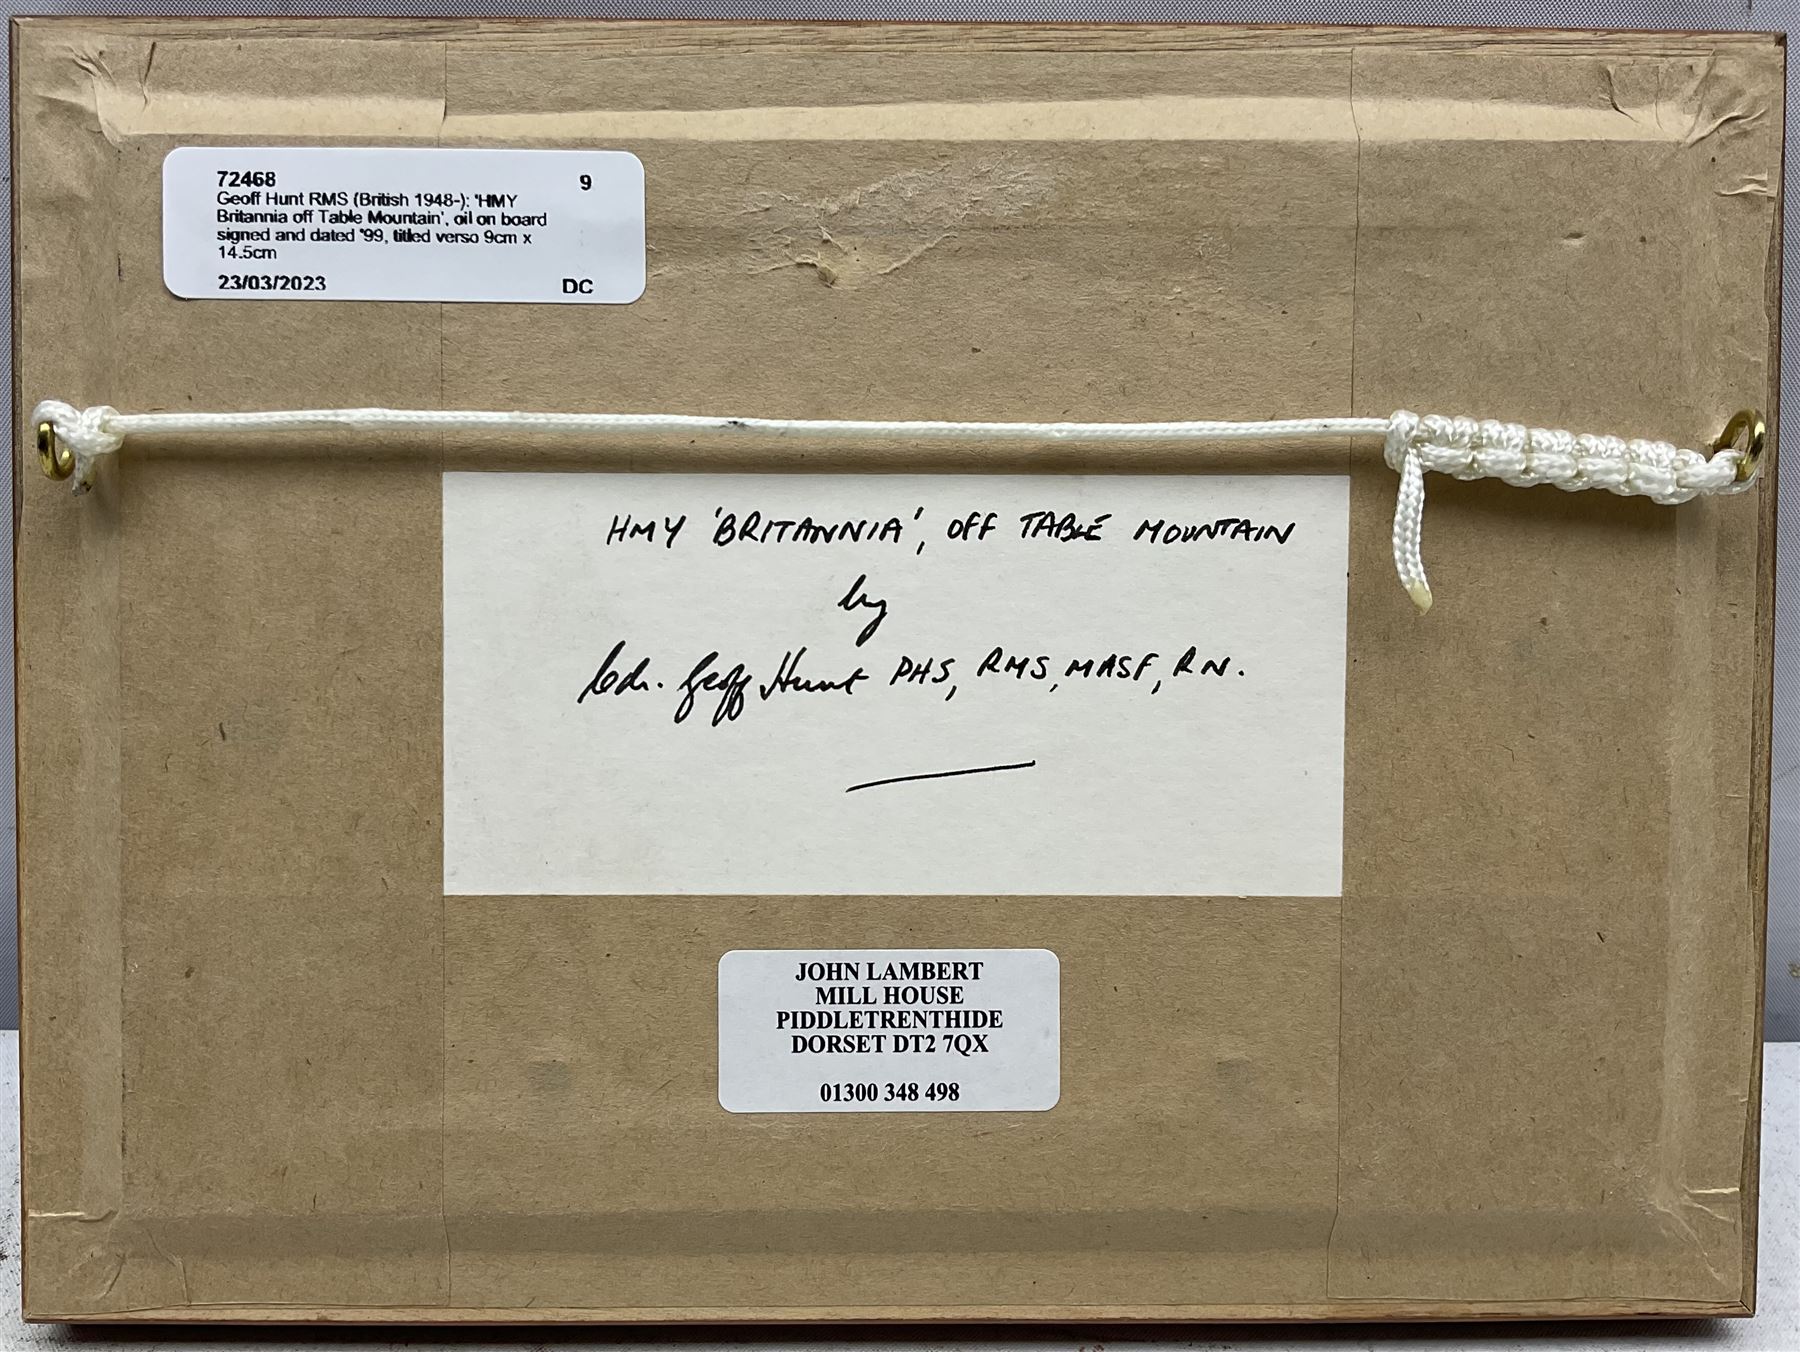 72468 9
Geoff Hunt RMS (British 1948-): 'HMY
Britannia off Table Mountain', oil on board
signed and dated '99, titled verso 9cm x
14.5cm
23/03/2023 DC
HMY 'BRITANNIA', OFF TABLE MOUNTAIN
by
Cdr. Geoff Hunt PHS, RMS, MASF, RN.
JOHN LAMBERT
MILL HOUSE
PIDDLETRENTHIDE
DORSET DT2 7QX
01300 348 498